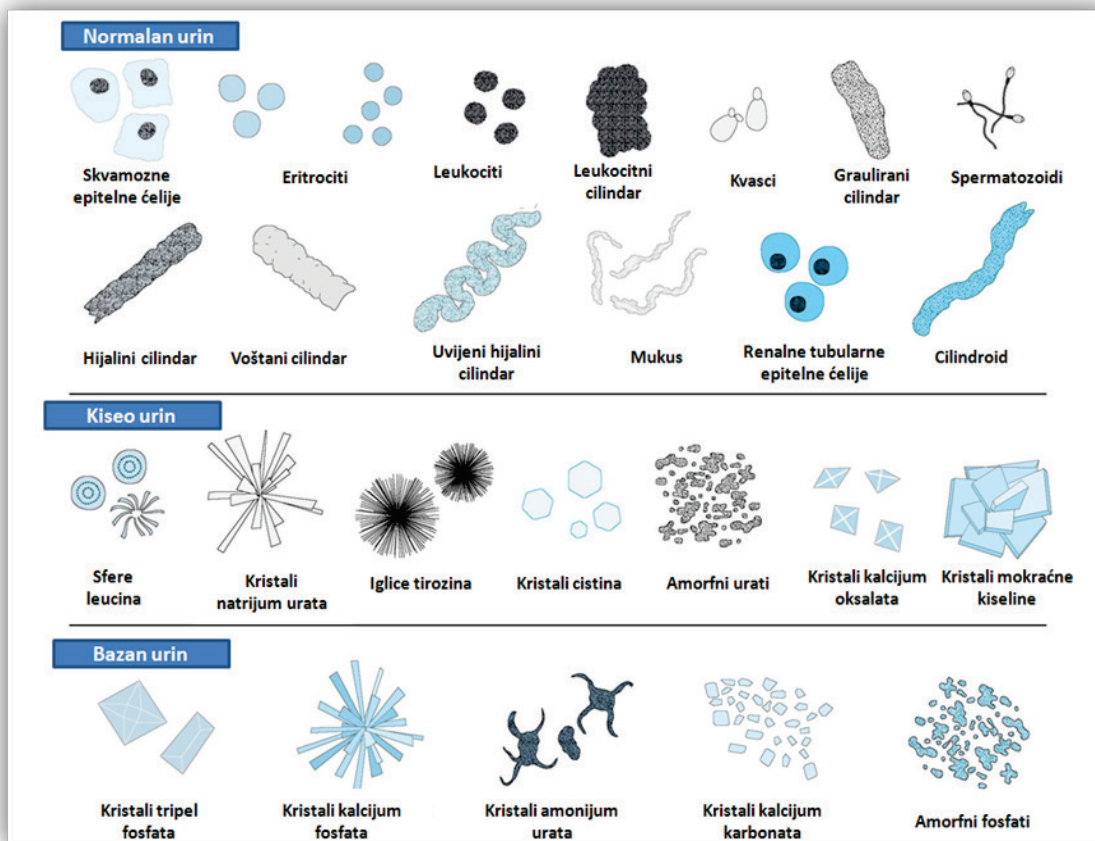 Normalan urin
Skvamozne
epitelne ćelije
Eritrociti
Leukociti
Leukocitni
cilindar
Kvasci
Graulirani
cilindar
Spermatozoidi
Hijalini cilindar
Voštani cilindar
Uvijeni hijalini
cilindar
Mukus
Renalne tubularne
epitelne ćelije
Cilindroid
Kiseo urin
Sfere
leucina
Kristali
natrijum urata
Iglice tirozina
Kristali cistina
Amorfni urati
Kristali kalcijum
oksalata
Kristali mokraćne
kiseline
Bazan urin
Kristali tripel
fosfata
Kristali kalcijum
fosfata
Kristali amonijum
urata
Kristali kalcijum
karbonata
Amorfni fosfati